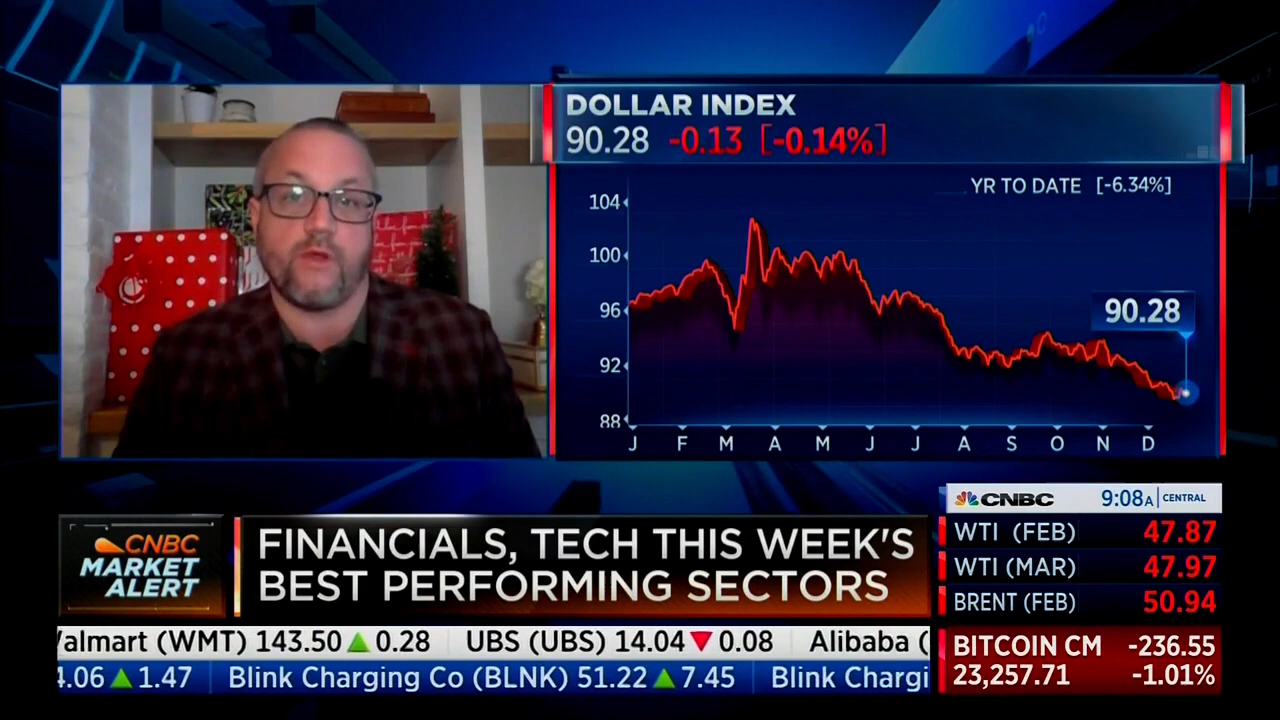 DOLLAR INDEX
90.28 -0.13 [-0.14%]
YR TO DATE [-6.34%]
104
100
96
92
88
90.28
J F M A M J J A S O N D
CNBC
MARKET
ALERT
FINANCIALS, TECH THIS WEEK'S
BEST PERFORMING SECTORS
CNBC 9:08A CENTRAL
WTI (FEB) 47.87
WTI (MAR) 47.97
BRENT (FEB) 50.94
BITCOIN CM -236.55
23,257.71 -1.01%
almart (WMT) 143.50 ▲ 0.28 UBS (UBS) 14.04 ▼ 0.08 Alibaba (
4.06 ▲ 1.47 Blink Charging Co (BLNK) 51.22 ▲ 7.45 Blink Chargi